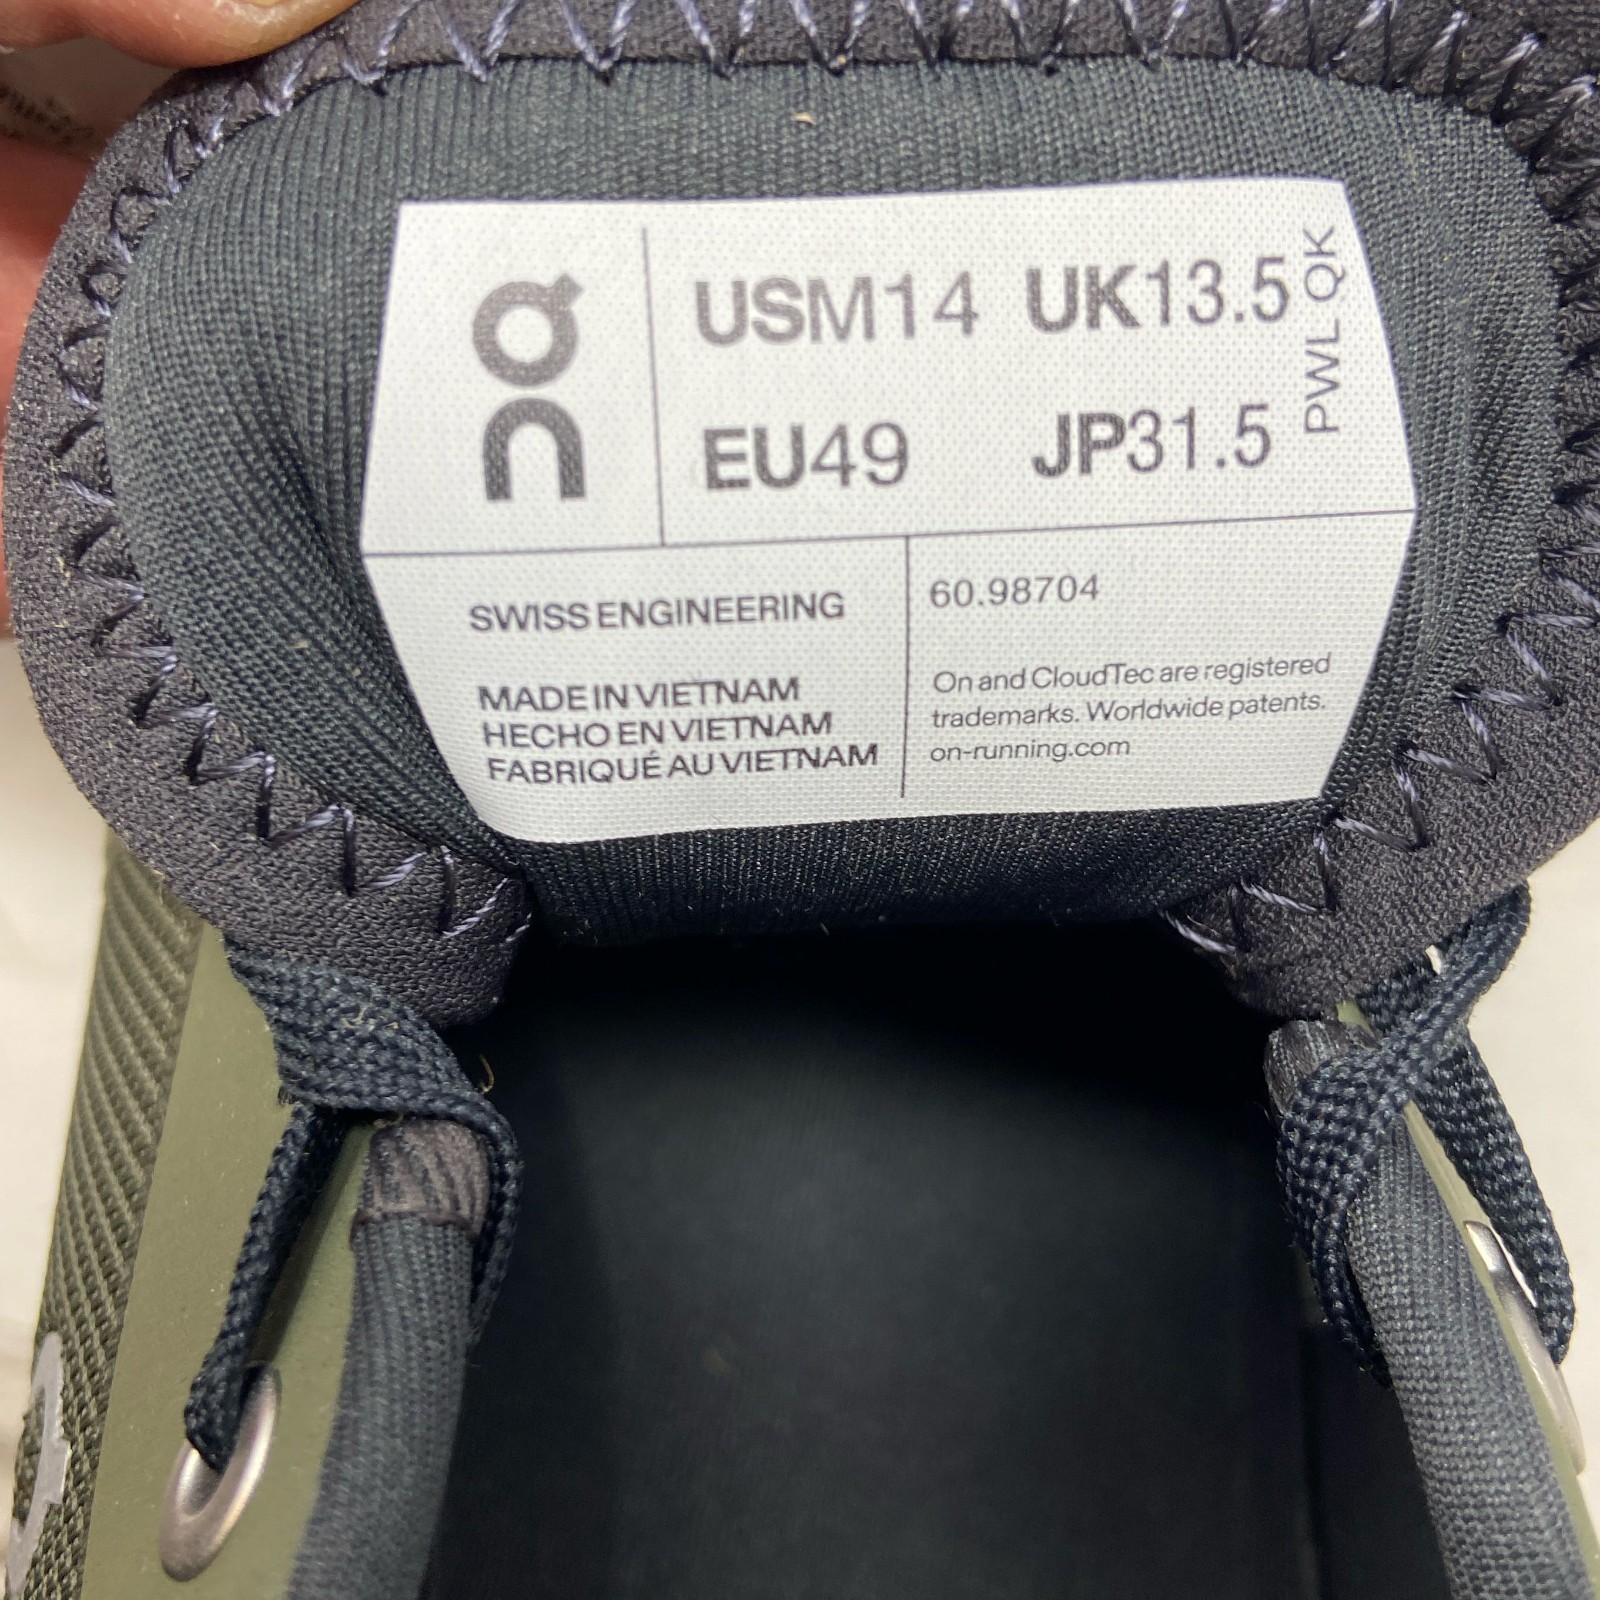 On
USM14 UK13.5
EU49 JP31.5
PWL QK
SWISS ENGINEERING
MADE IN VIETNAM
HECHO EN VIETNAM
FABRIQUÉ AU VIETNAM
60.98704
On and CloudTec are registered
trademarks. Worldwide patents.
on-running.com